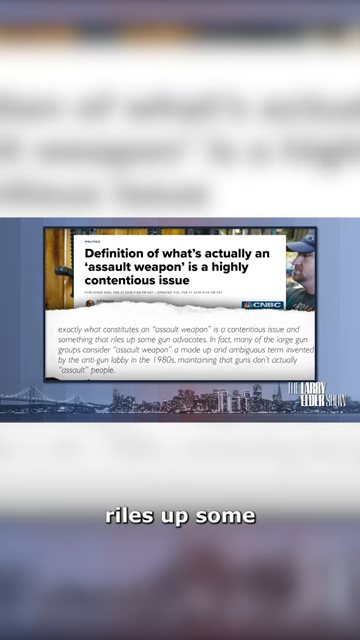 POLITICS
Definition of what's actually an
'assault weapon' is a highly
contentious issue
CNBC
exactly what constitutes an "assault weapon" is a contentious issue and
something that riles up some gun advocates. In fact, many of the large gun
groups consider "assault weapon" a made up and ambiguous term invented
by the anti-gun lobby in the 1980s, maintaining that guns don't actually
"assault" people.
THE LARRY
ELDER SHOW
riles up some